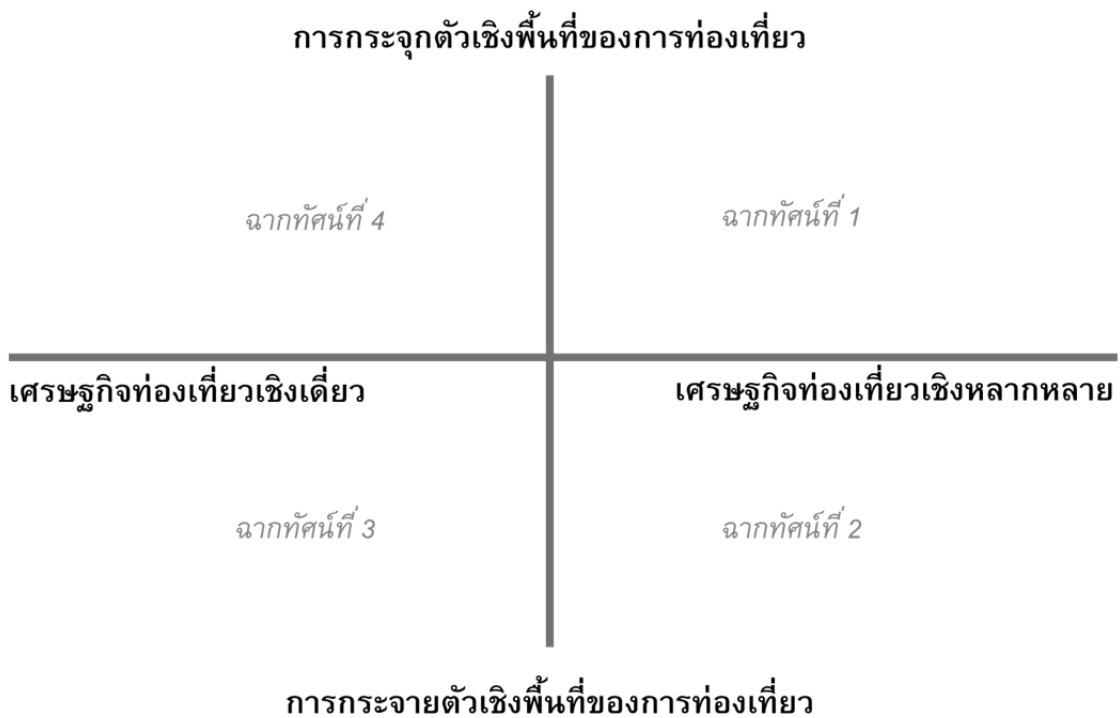 การกระจุกตัวเชิงพื้นที่ของการท่องเที่ยว
ฉากทัศน์ที่ 4
ฉากทัศน์ที่ 1
เศรษฐกิจท่องเที่ยวเชิงเดี่ยว
เศรษฐกิจท่องเที่ยวเชิงหลากหลาย
ฉากทัศน์ที่ 3
ฉากทัศน์ที่ 2
การกระจายตัวเชิงพื้นที่ของการท่องเที่ยว